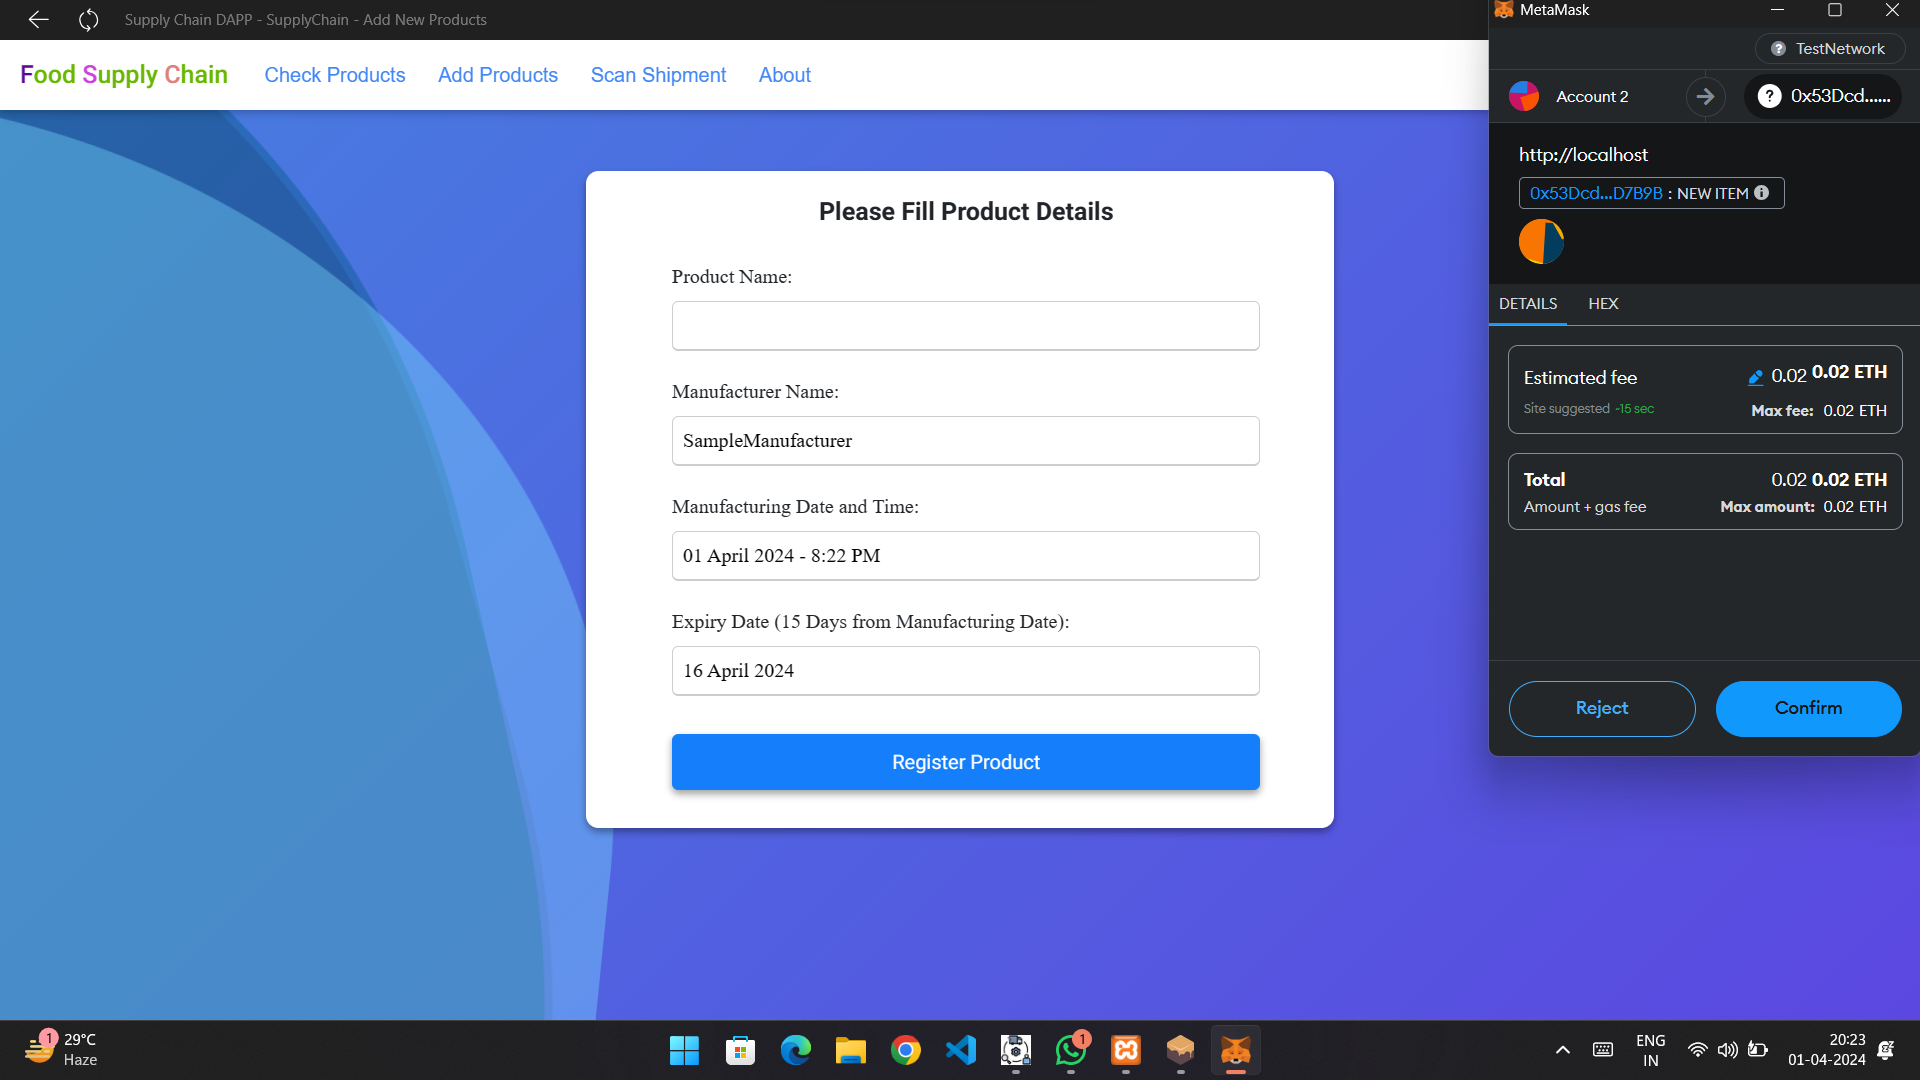 Supply Chain DAPP - SupplyChain - Add New Products
Food Supply Chain
Check Products
Add Products
Scan Shipment
About
Please Fill Product Details
Product Name:
Manufacturer Name:
SampleManufacturer
Manufacturing Date and Time:
01 April 2024 - 8:22 PM
Expiry Date (15 Days from Manufacturing Date):
16 April 2024
Register Product
MetaMask
? TestNetwork
Account 2
? 0x53Dcd......
http://localhost
0x53Dcd...D7B9B : NEW ITEM
DETAILS HEX
Estimated fee 0.02 0.02 ETH
Site suggested ~15 sec Max fee: 0.02 ETH
Total 0.02 0.02 ETH
Amount + gas fee Max amount: 0.02 ETH
Reject Confirm
1
29°C
Haze
1
ENG
IN
20:23
01-04-2024